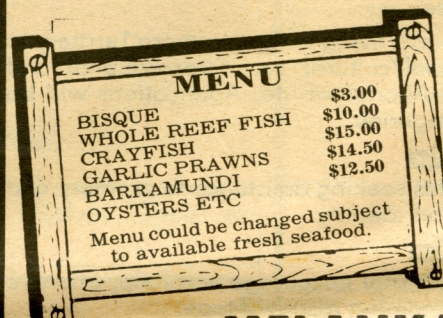 MENU
BISQUE $3.00
WHOLE REEF FISH $10.00
CRAYFISH $15.00
GARLIC PRAWNS $14.50
BARRAMUNDI $12.50
OYSTERS ETC
Menu could be changed subject
to available fresh seafood.